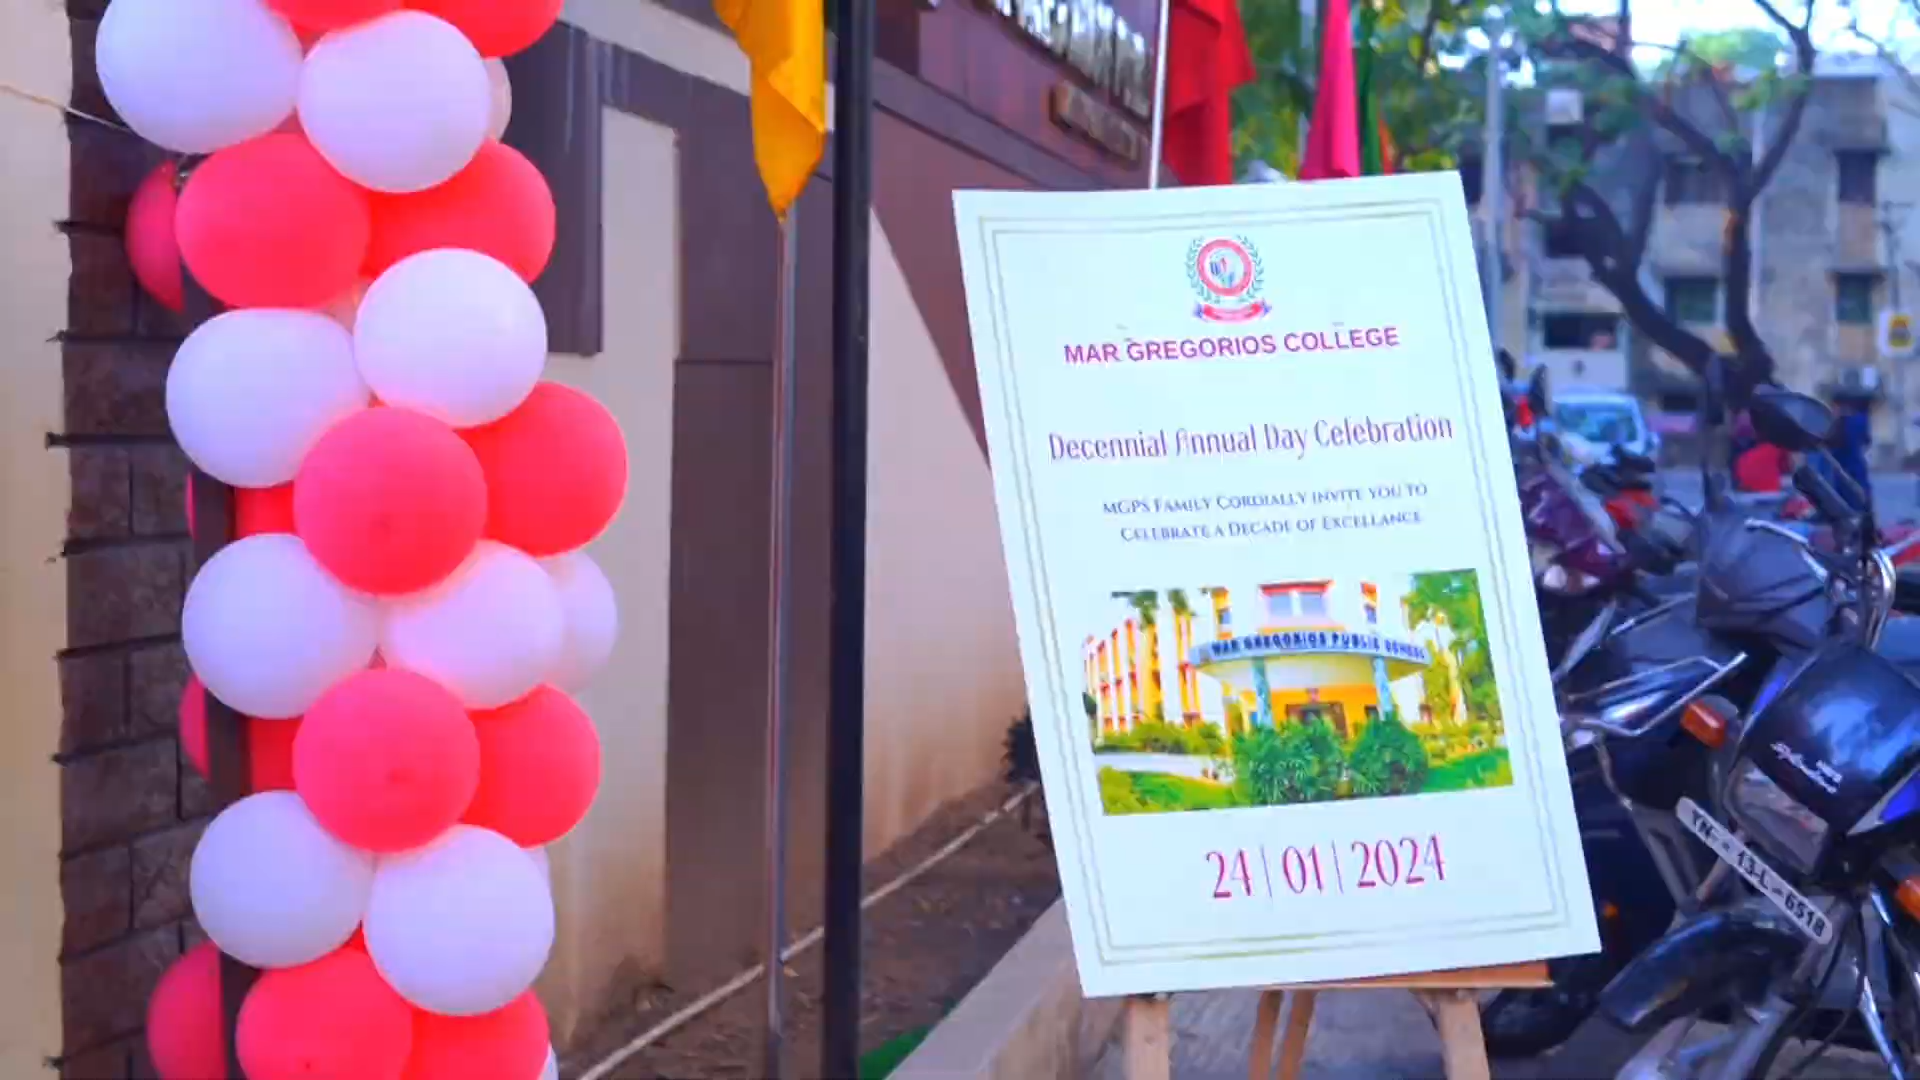 MAR GREGORIOS COLLEGE
Decennial Annual Day Celebration
MGPS FAMILY CORDIALLY INVITE YOU TO
CELEBRATE A DECADE OF EXCELLANCE
MAR GREGORIOS PUBLIC SCHOOL
24 | 01 | 2024
Splendor
TN-13-L-6518